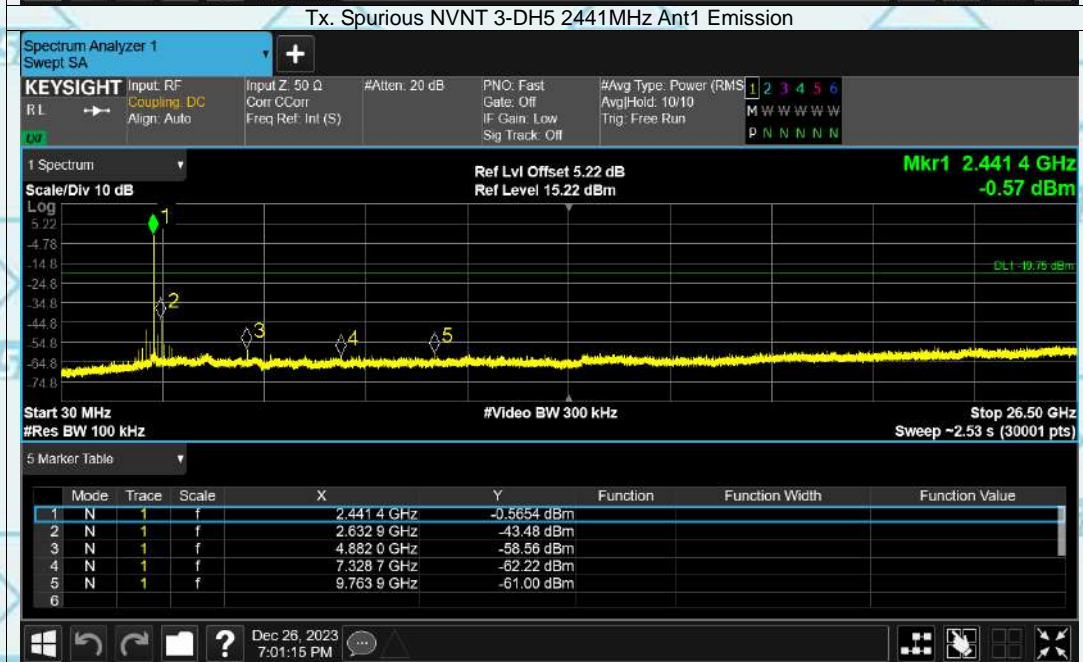 Tx. Spurious NVNT 3-DH5 2441MHz Ant1 Emission
Spectrum Analyzer 1
Swept SA
+
KEYSIGHT Input: RF Input Z: 50 Ω #Atten: 20 dB PNO: Fast #Avg Type: Power (RMS 1 2 3 4 5 6
RL Coupling: DC Corr CCorr Gate: Off Avg|Hold: 10/10 M W W W W W
Align: Auto Freq Ref: Int (S) IF Gain: Low Trig: Free Run
LXI Sig Track: Off P N N N N N
1 Spectrum Ref Lvl Offset 5.22 dB Mkr1 2.441 4 GHz
Scale/Div 10 dB Ref Level 15.22 dBm -0.57 dBm
Log
5.22 1
-4.78
-14.8 DL1 -19.75 dBm
-24.8
-34.8 2
-44.8
-54.8 3 4 5
-64.8
-74.8
Start 30 MHz #Video BW 300 kHz Stop 26.50 GHz
#Res BW 100 kHz Sweep ~2.53 s (30001 pts)
5 Marker Table
Mode Trace Scale X Y Function Function Width Function Value
1 N 1 f 2.441 4 GHz -0.5654 dBm
2 N 1 f 2.632 9 GHz -43.48 dBm
3 N 1 f 4.882 0 GHz -58.56 dBm
4 N 1 f 7.328 7 GHz -62.22 dBm
5 N 1 f 9.763 9 GHz -61.00 dBm
6
? Dec 26, 2023
7:01:15 PM